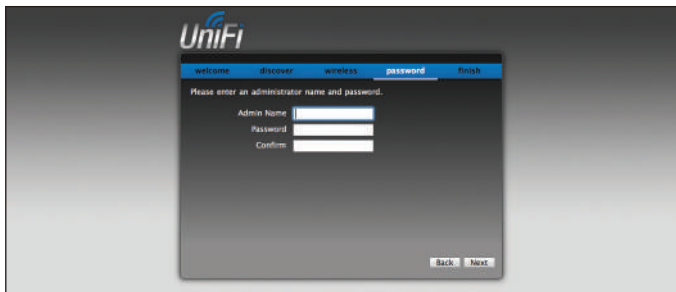 UniFi
welcome discover wireless password finish
Please enter an administrator name and password.
Admin Name
Password
Confirm
Back Next